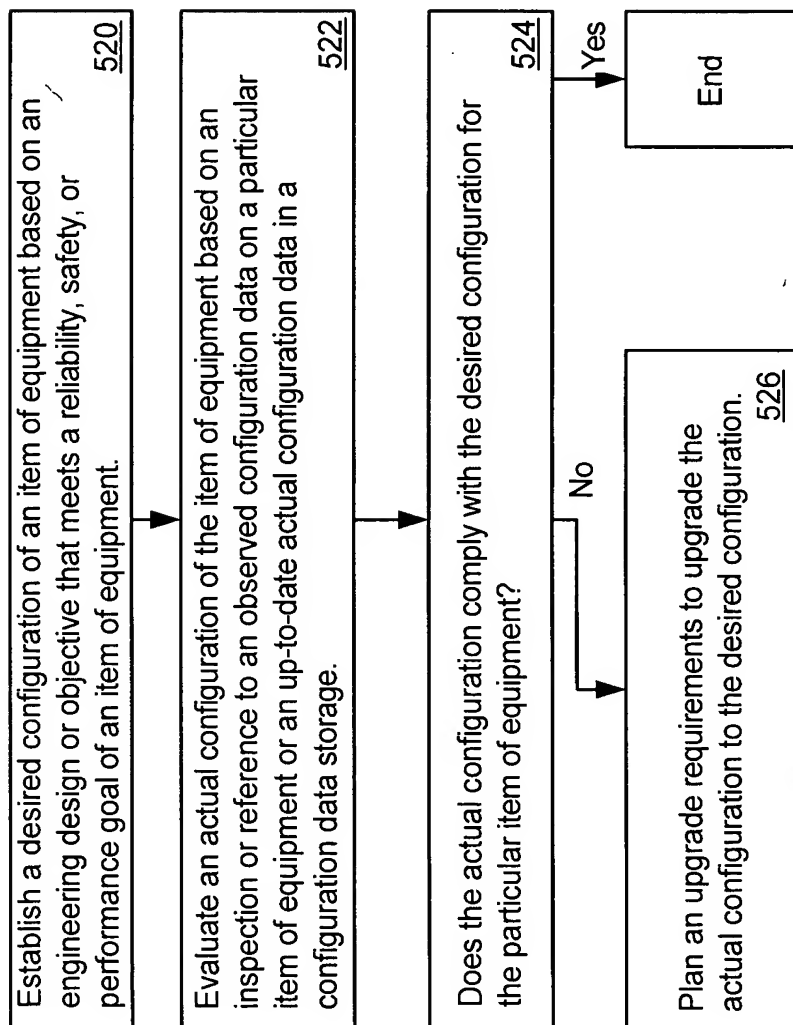 Establish a desired configuration of an item of equipment based on an
engineering design or objective that meets a reliability, safety, or
performance goal of an item of equipment.
520
Evaluate an actual configuration of the item of equipment based on an
inspection or reference to an observed configuration data on a particular
item of equipment or an up-to-date actual configuration data in a
configuration data storage.
522
Does the actual configuration comply with the desired configuration for
the particular item of equipment?
524
No
Yes
Plan an upgrade requirements to upgrade the
actual configuration to the desired configuration.
526
End